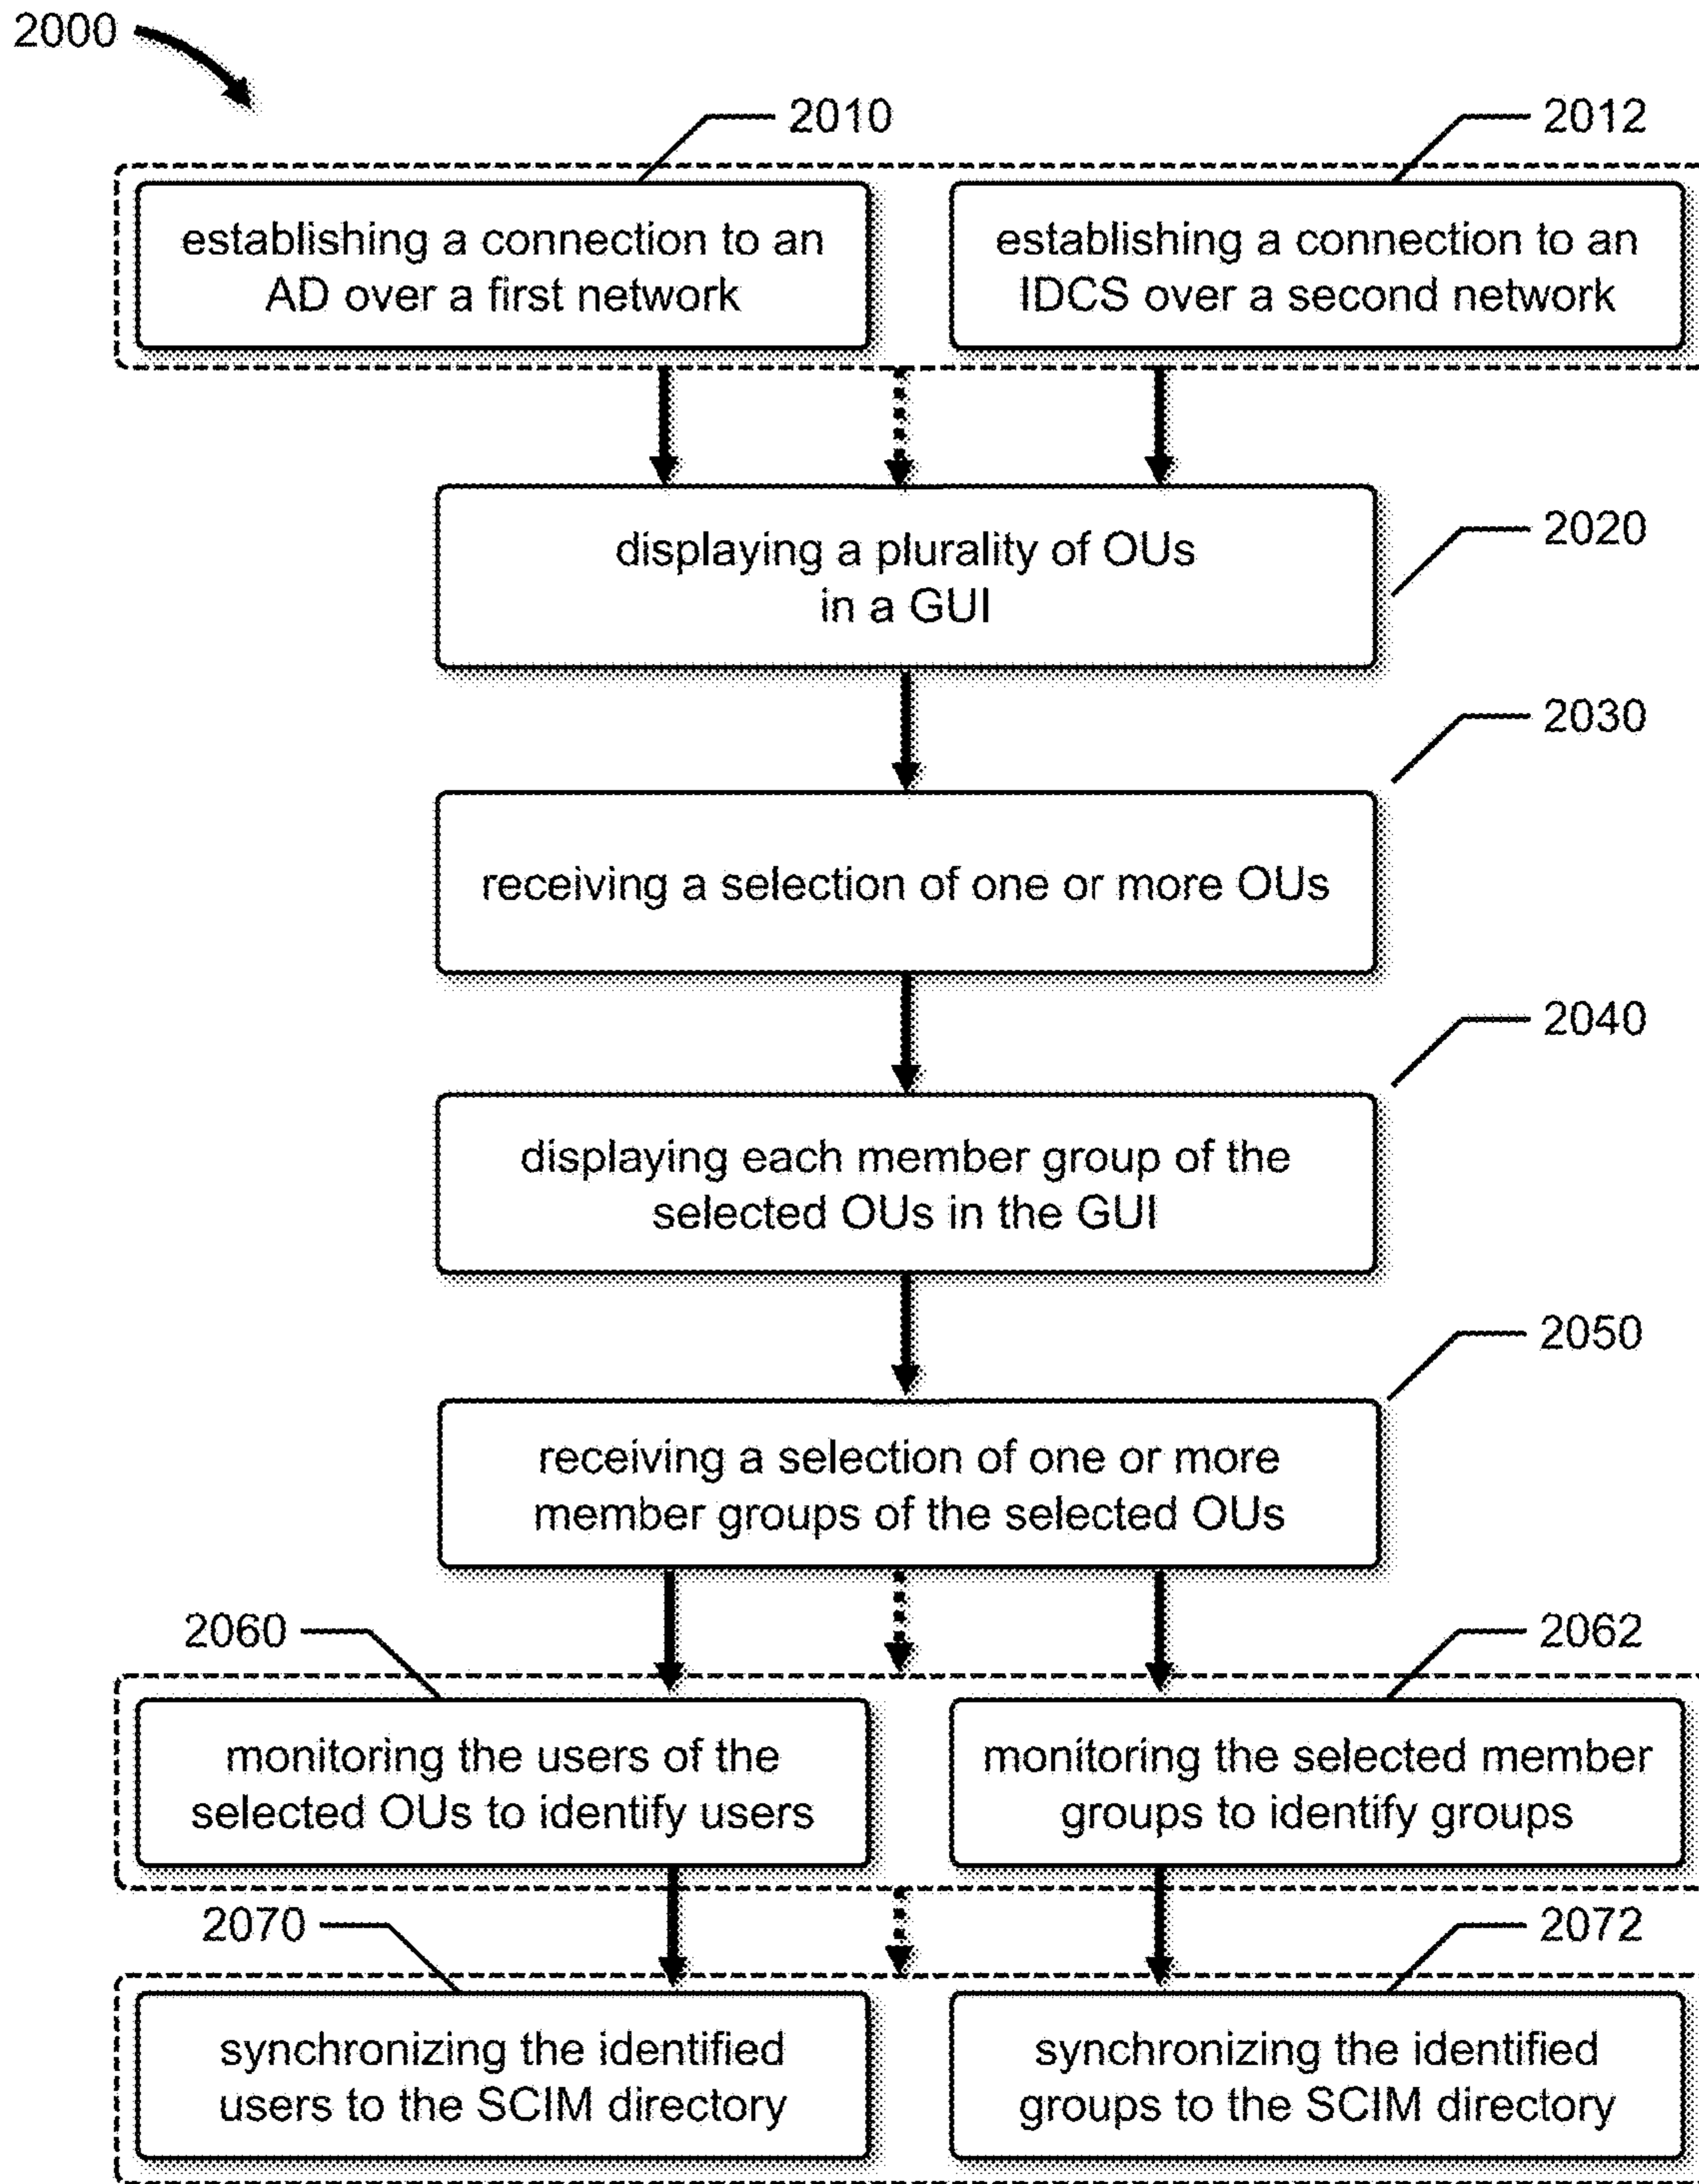 2000
2010
2012
establishing a connection to an
AD over a first network
establishing a connection to an
IDCS over a second network
displaying a plurality of OUs
in a GUI
2020
2030
receiving a selection of one or more OUs
2040
displaying each member group of the
selected OUs in the GUI
2050
receiving a selection of one or more
member groups of the selected OUs
2060
2062
monitoring the users of the
selected OUs to identify users
monitoring the selected member
groups to identify groups
2070
2072
synchronizing the identified
users to the SCIM directory
synchronizing the identified
groups to the SCIM directory